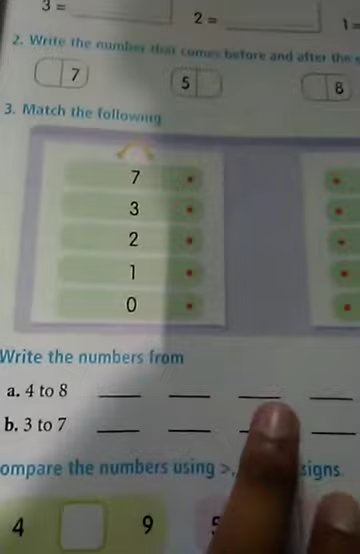 3 =
2 =
1 =
2. Write the number that comes before and after the
7
5
8
3. Match the following
7
3
2
1
0
Write the numbers from
a. 4 to 8
b. 3 to 7
ompare the numbers using >, signs.
4 9